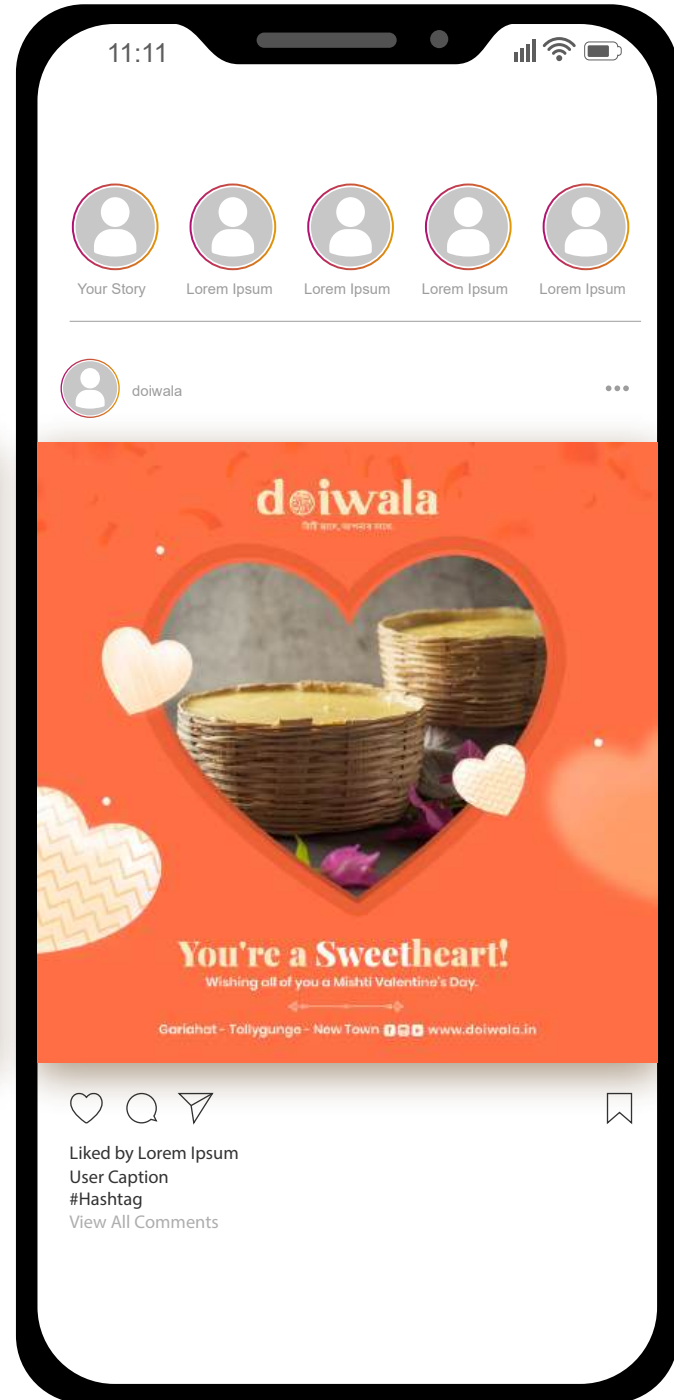 11:11
Your Story
Lorem Ipsum
Lorem Ipsum
Lorem Ipsum
Lorem Ipsum
doiwala
doiwala
You're a Sweetheart!
Wishing all of you a Mishti Valentine's Day.
Gariahat - Tollygunge - New Town www.doiwala.in
Liked by Lorem Ipsum
User Caption
#Hashtag
View All Comments